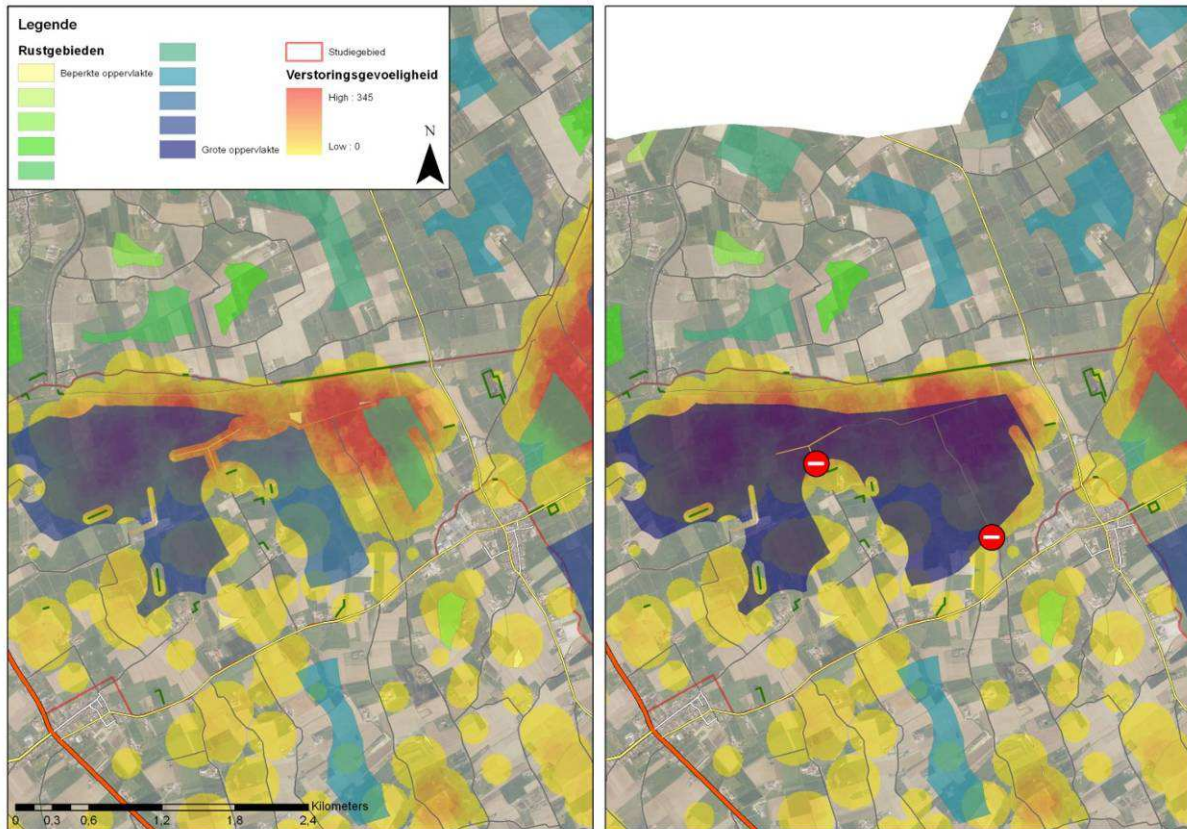 Legende
Rustgebieden
Beperkte oppervlakte
Grote oppervlakte
Studiegebied
Verstoringsgevoeligheid
High : 345
Low : 0
N
Kilometers
0 0,3 0,6 1,2 1,8 2,4